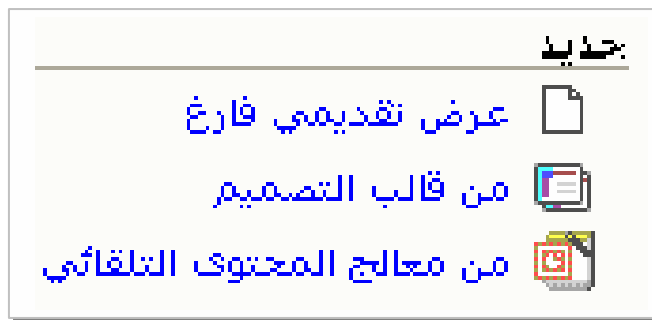 جديد
عرض تقديمي فارغ
من قالب التصميم
من معالج المحتوى التلقائي